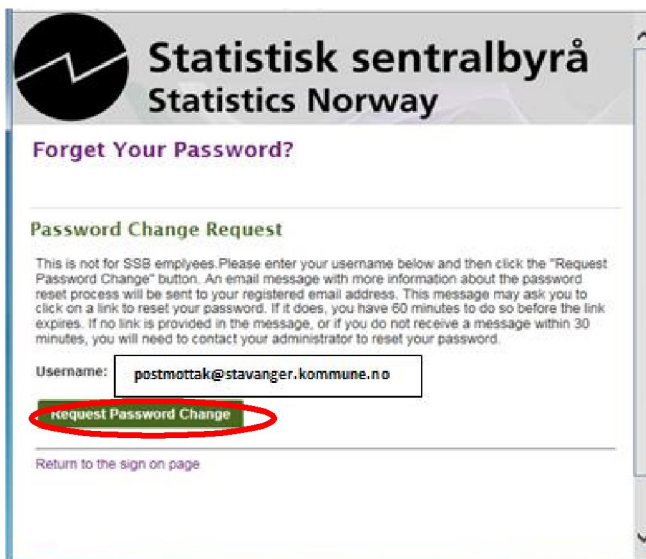 Statistisk sentralbyrå
Statistics Norway
Forget Your Password?
Password Change Request
This is not for SSB emplyees.Please enter your username below and then click the "Request
Password Change" button. An email message with more information about the password
reset process will be sent to your registered email address. This message may ask you to
click on a link to reset your password. If it does, you have 60 minutes to do so before the link
expires. If no link is provided in the message, or if you do not receive a message within 30
minutes, you will need to contact your administrator to reset your password.
Username: postmottak@stavanger.kommune.no
Request Password Change
Return to the sign on page